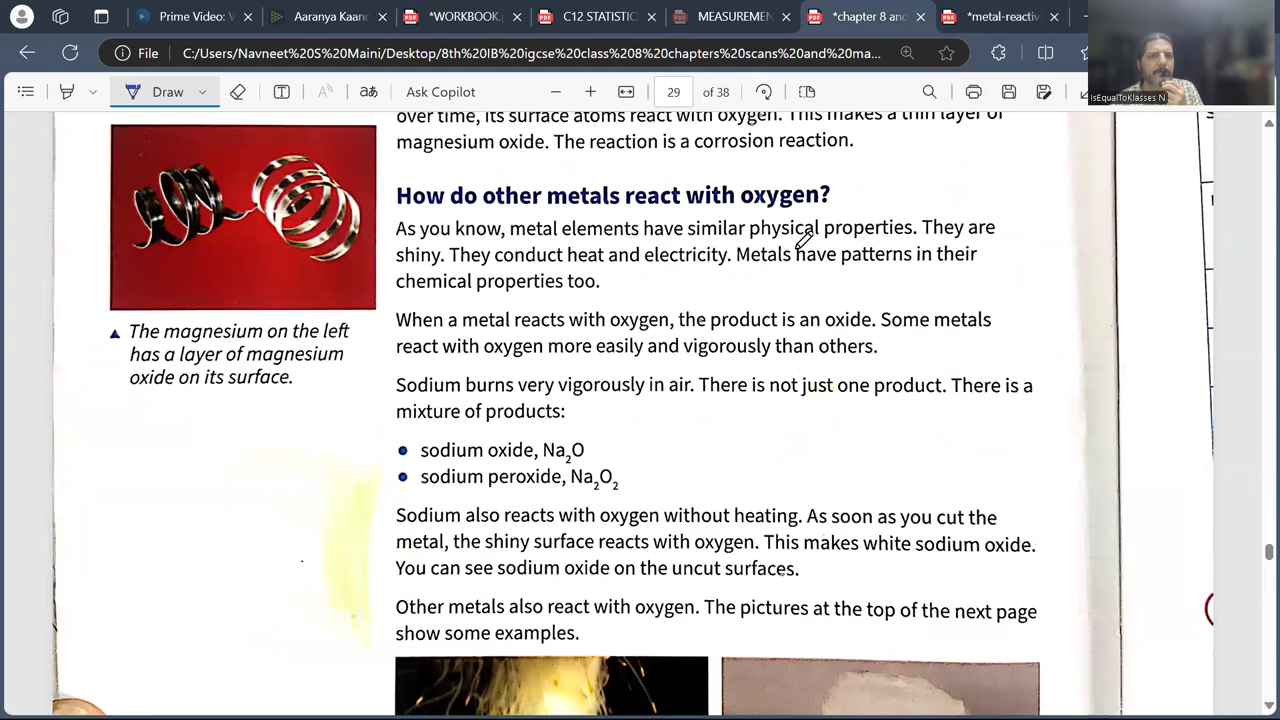 Prime Video: V
Aaranya Kaand
*WORKBOOK.
C12 STATISTIC
MEASUREMEN
*chapter 8 and
*metal-reactiv
File
C:/Users/Navneet%20S%20Maini/Desktop/8th%20IB%20igcse%20class%208%20chapters%20scans%20and%20ma...
Draw
Ask Copilot
29 of 38
IsEqualToKlasses N
over time, its surface atoms react with oxygen. This makes a thin layer of
magnesium oxide. The reaction is a corrosion reaction.
How do other metals react with oxygen?
As you know, metal elements have similar physical properties. They are
shiny. They conduct heat and electricity. Metals have patterns in their
chemical properties too.
When a metal reacts with oxygen, the product is an oxide. Some metals
react with oxygen more easily and vigorously than others.
Sodium burns very vigorously in air. There is not just one product. There is a
mixture of products:
sodium oxide, Na₂O
sodium peroxide, Na₂O₂
Sodium also reacts with oxygen without heating. As soon as you cut the
metal, the shiny surface reacts with oxygen. This makes white sodium oxide.
You can see sodium oxide on the uncut surfaces.
Other metals also react with oxygen. The pictures at the top of the next page
show some examples.
The magnesium on the left
has a layer of magnesium
oxide on its surface.